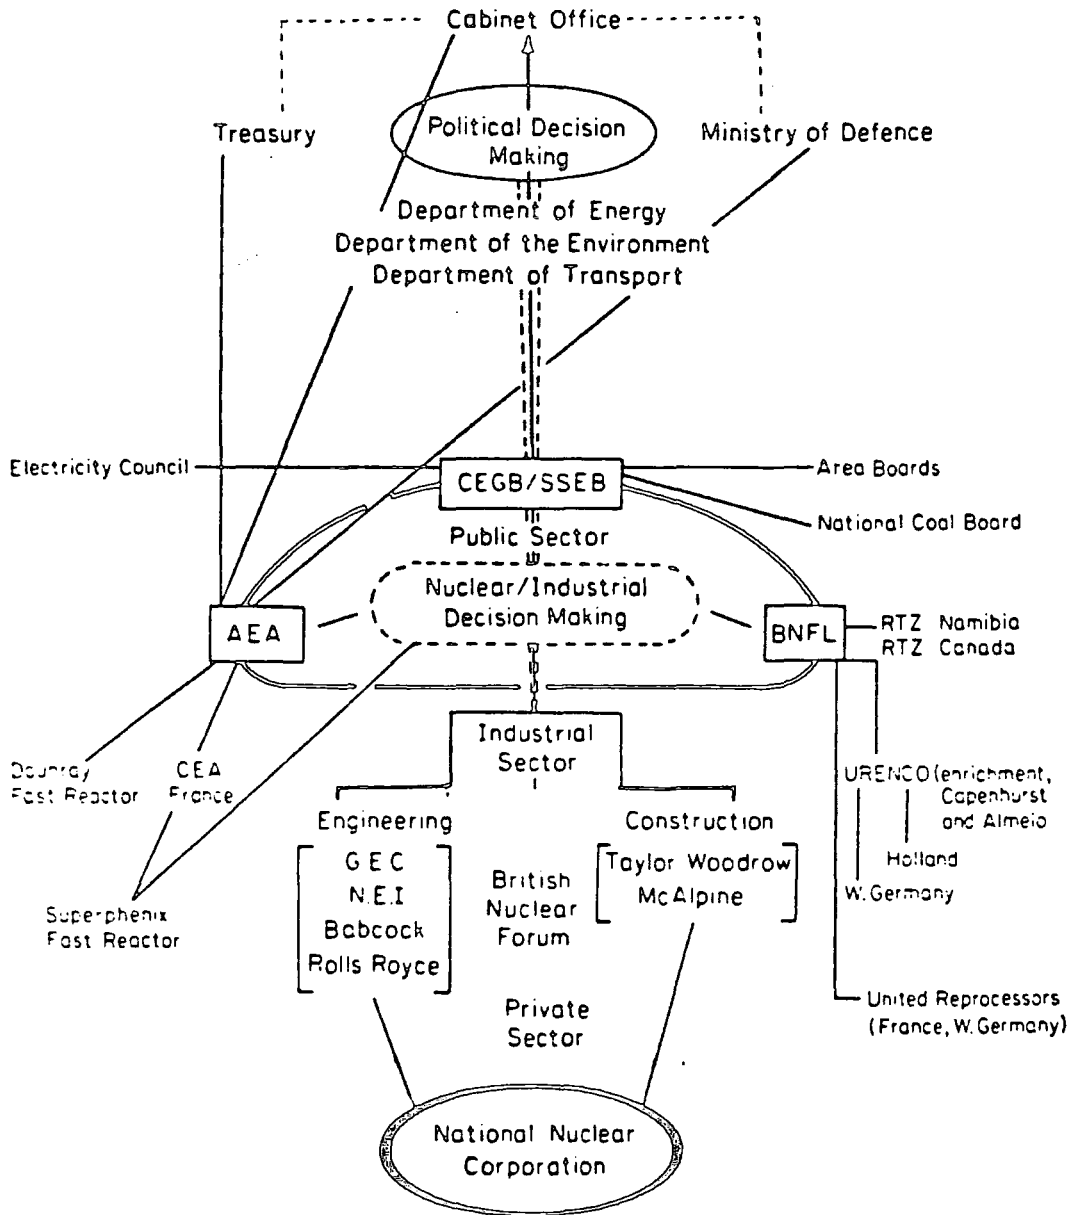 Cabinet Office
Treasury
Political Decision
Making
Ministry of Defence
Department of Energy
Department of the Environment
Department of Transport
Electricity Council
CEGB/SSEB
Area Boards
National Coal Board
Public Sector
Nuclear/Industrial
Decision Making
AEA
BNFL
RTZ Namibia
RTZ Canada
Industrial
Sector
Dounray
Fast Reactor
CEA
France
URENCO (enrichment,
Capenhurst
and Almelo
Holland
W. Germany
Engineering
GEC
N.E.I
Babcock
Rolls Royce
British
Nuclear
Forum
Construction
Taylor Woodrow
McAlpine
Superphenix
Fast Reactor
Private
Sector
United Reprocessors
(France, W. Germany)
National Nuclear
Corporation